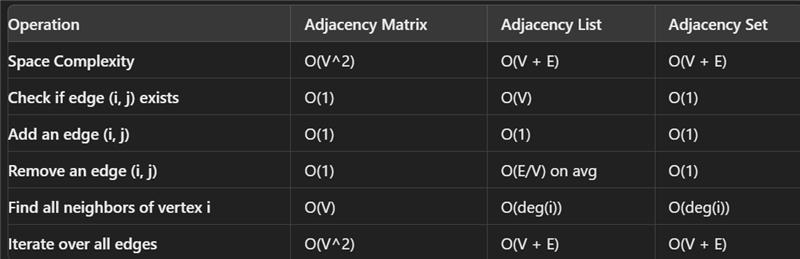 Operation Adjacency Matrix Adjacency List Adjacency Set
Space Complexity O(V^2) O(V + E) O(V + E)
Check if edge (i, j) exists O(1) O(V) O(1)
Add an edge (i, j) O(1) O(1) O(1)
Remove an edge (i, j) O(1) O(E/V) on avg O(1)
Find all neighbors of vertex i O(V) O(deg(i)) O(deg(i))
Iterate over all edges O(V^2) O(V + E) O(V + E)